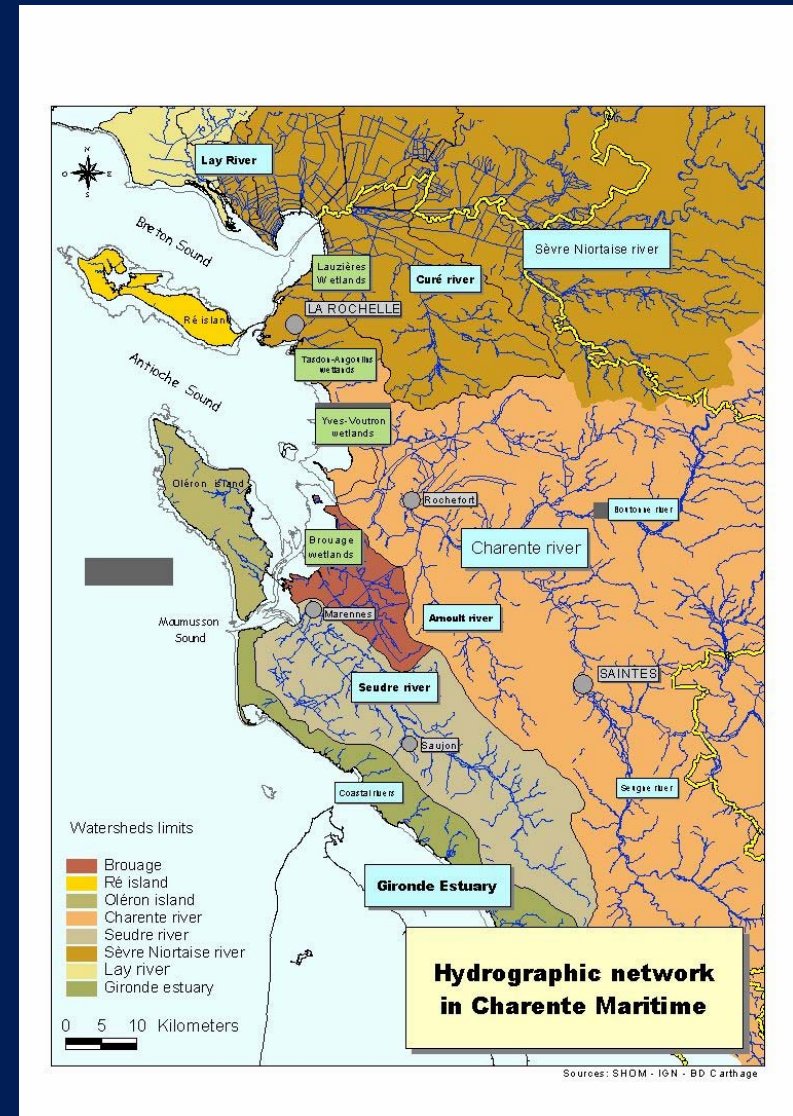 N
O
E
S
Lay River
Breton Sound
Sèvre Niortaise river
Lauzières
Wetlands
Curé river
LA ROCHELLE
Ré island
Tasdon-Angoulins
wetlands
Antioche Sound
Yves-Voutron
wetlands
Oléron island
Rochefort
Boutonne river
Brouage
wetlands
Charente river
Marennes
Arnoult river
Maumusson
Sound
SAINTES
Seudre river
Saujon
Seugne river
Coastal rivers
Watersheds limits
Brouage
Ré island
Oléron island
Charente river
Seudre river
Sèvre Niortaise river
Lay river
Gironde estuary
Gironde Estuary
0 5 10 Kilometers
Hydrographic network
in Charente Maritime
Sources: SHOM - IGN - BD Carthage